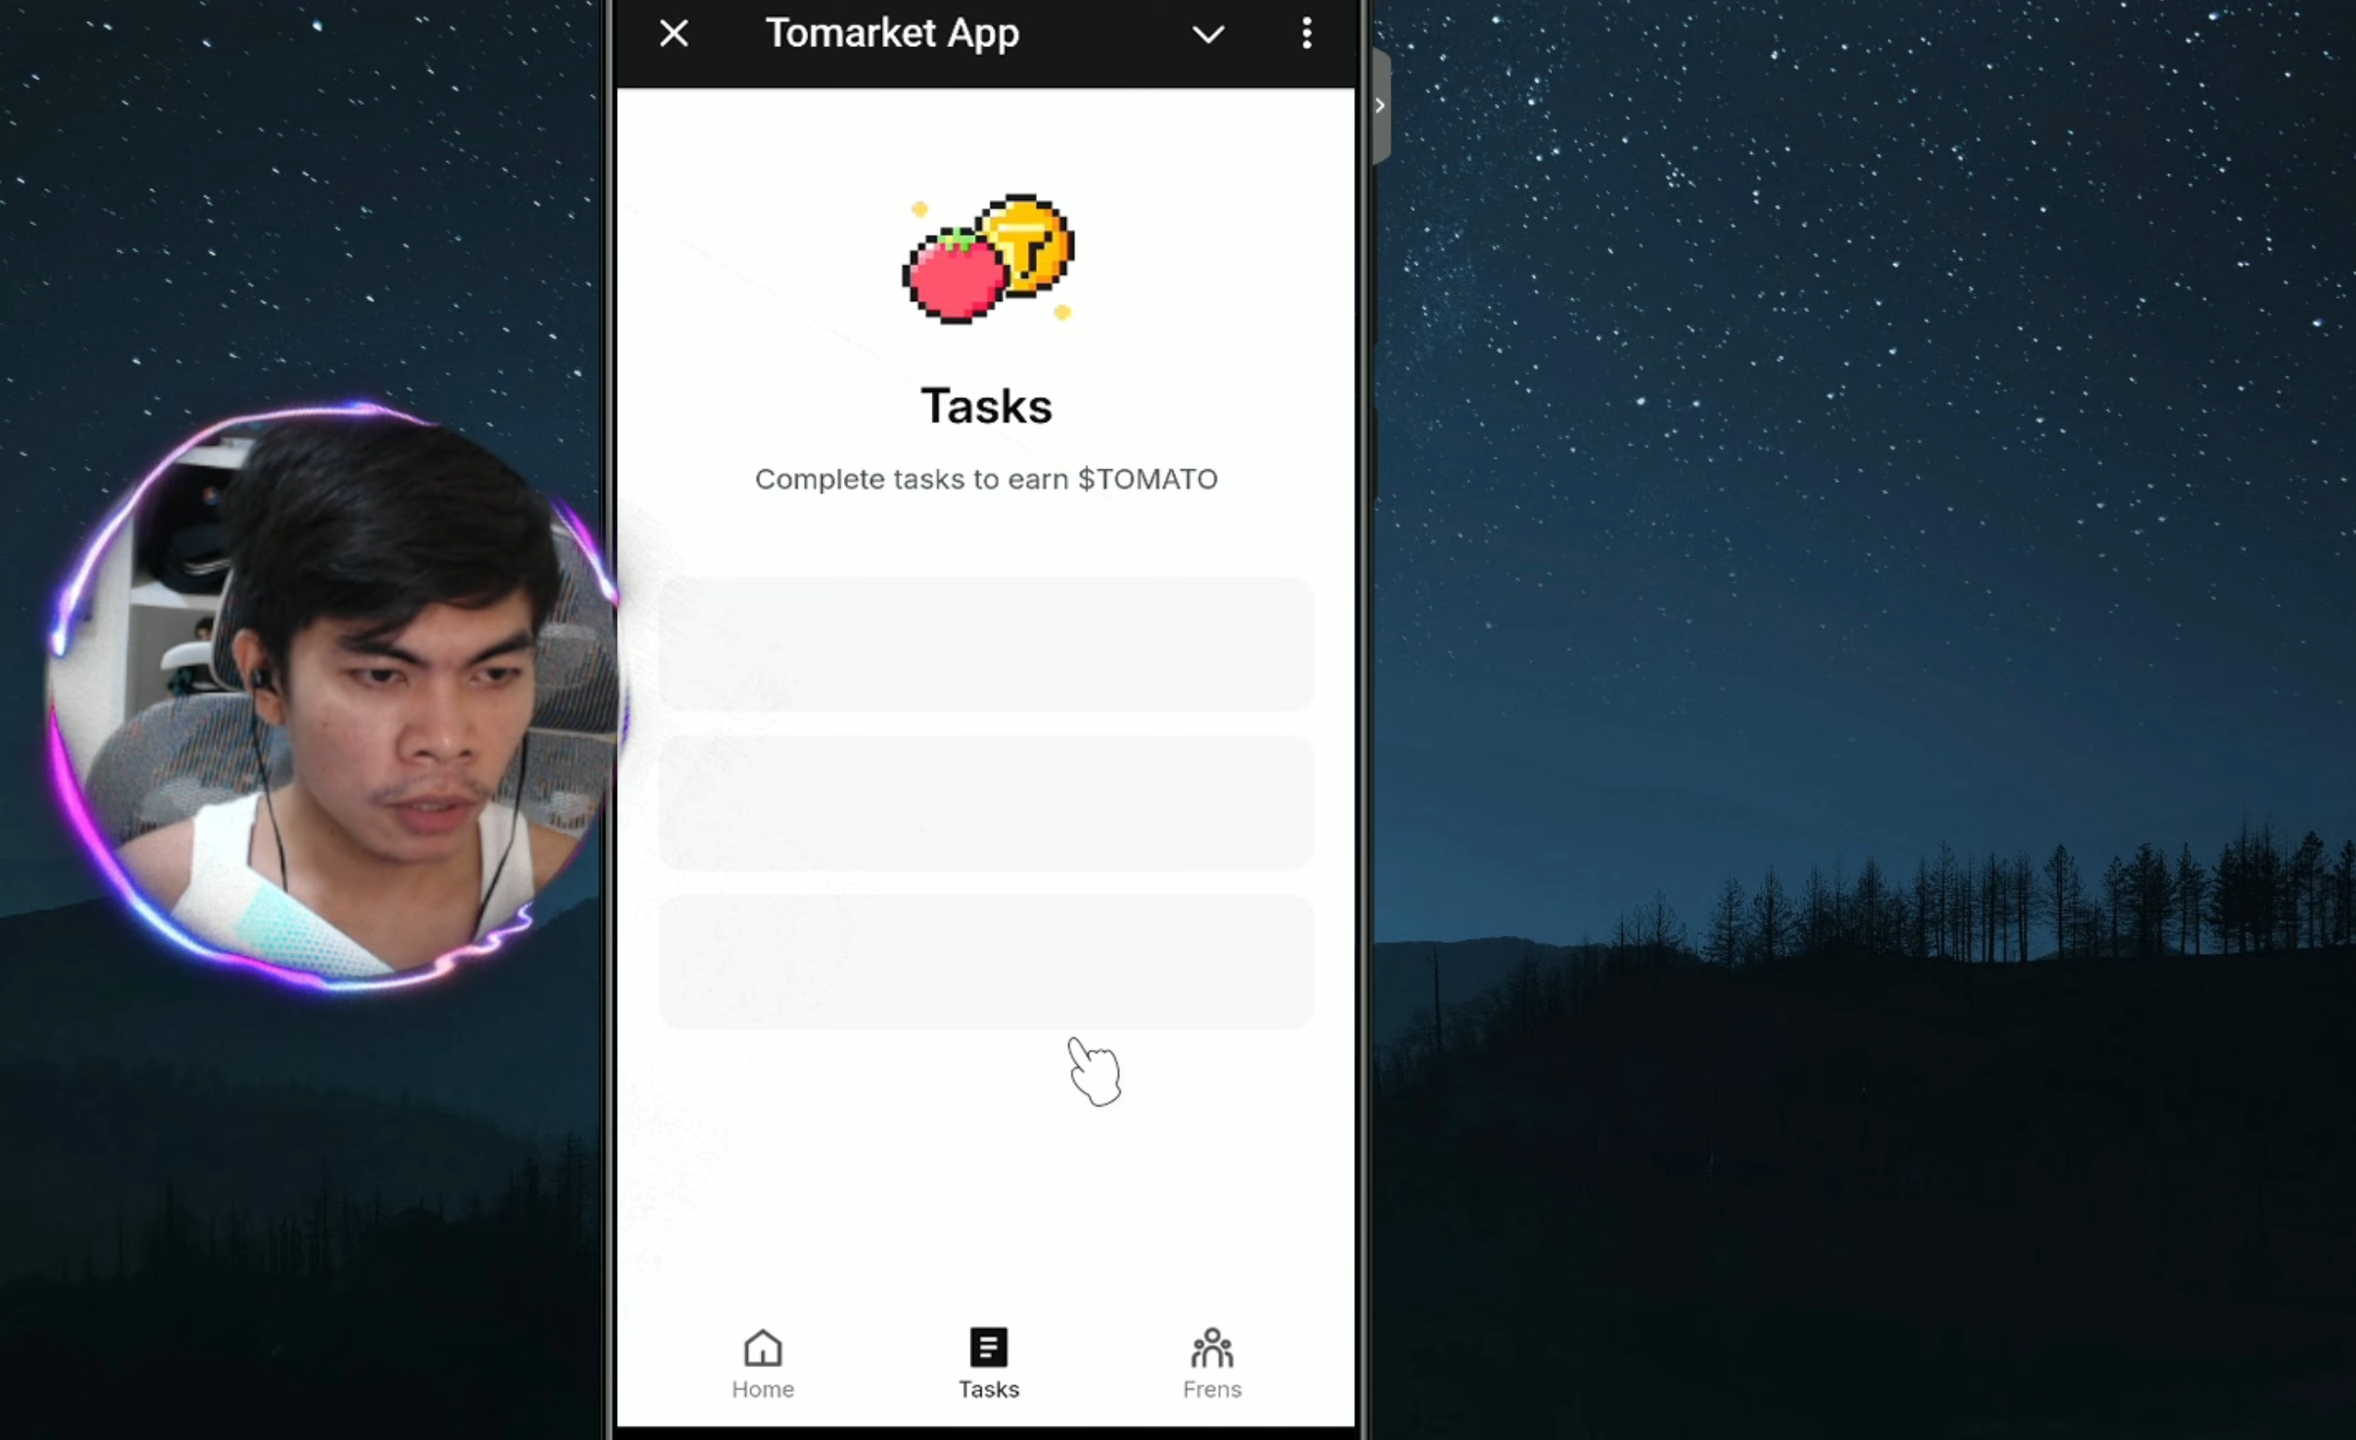 Tomarket App
Tasks
Complete tasks to earn $TOMATO
Home
Tasks
Frens